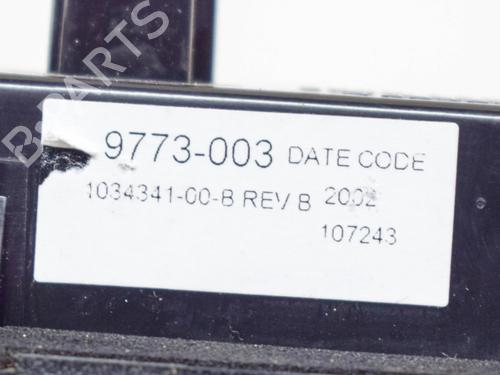 B-PARTS
9773-003 DATE CODE
1034341-00-B REV B 2002
107243